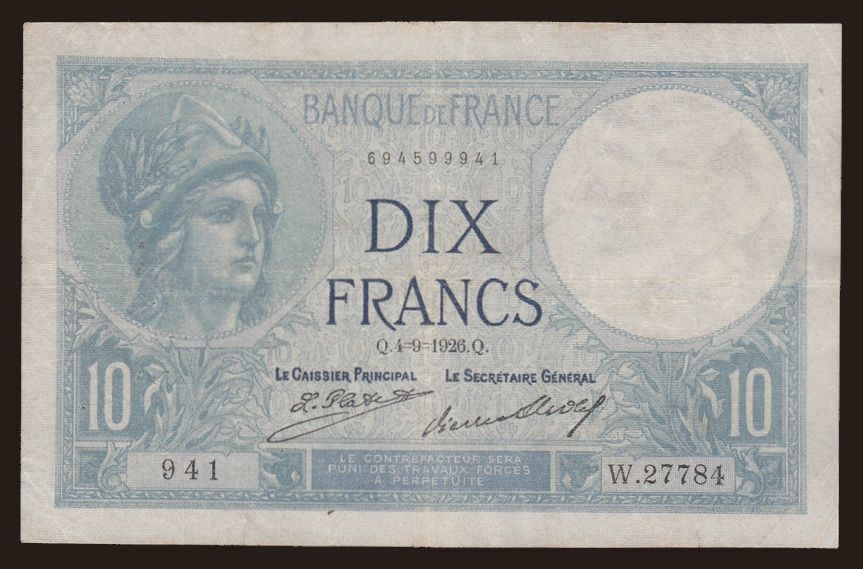 BANQUE DE FRANCE
694599941
DIX
FRANCS
Q.4=9=1926.Q.
LE CAISSIER PRINCIPAL LE SECRÉTAIRE GÉNÉRAL
10 10
941 LE CONTREFACTEUR SERA W.27784
PUNI DES TRAVAUX FORCÉS
A PERPÉTUITÉ